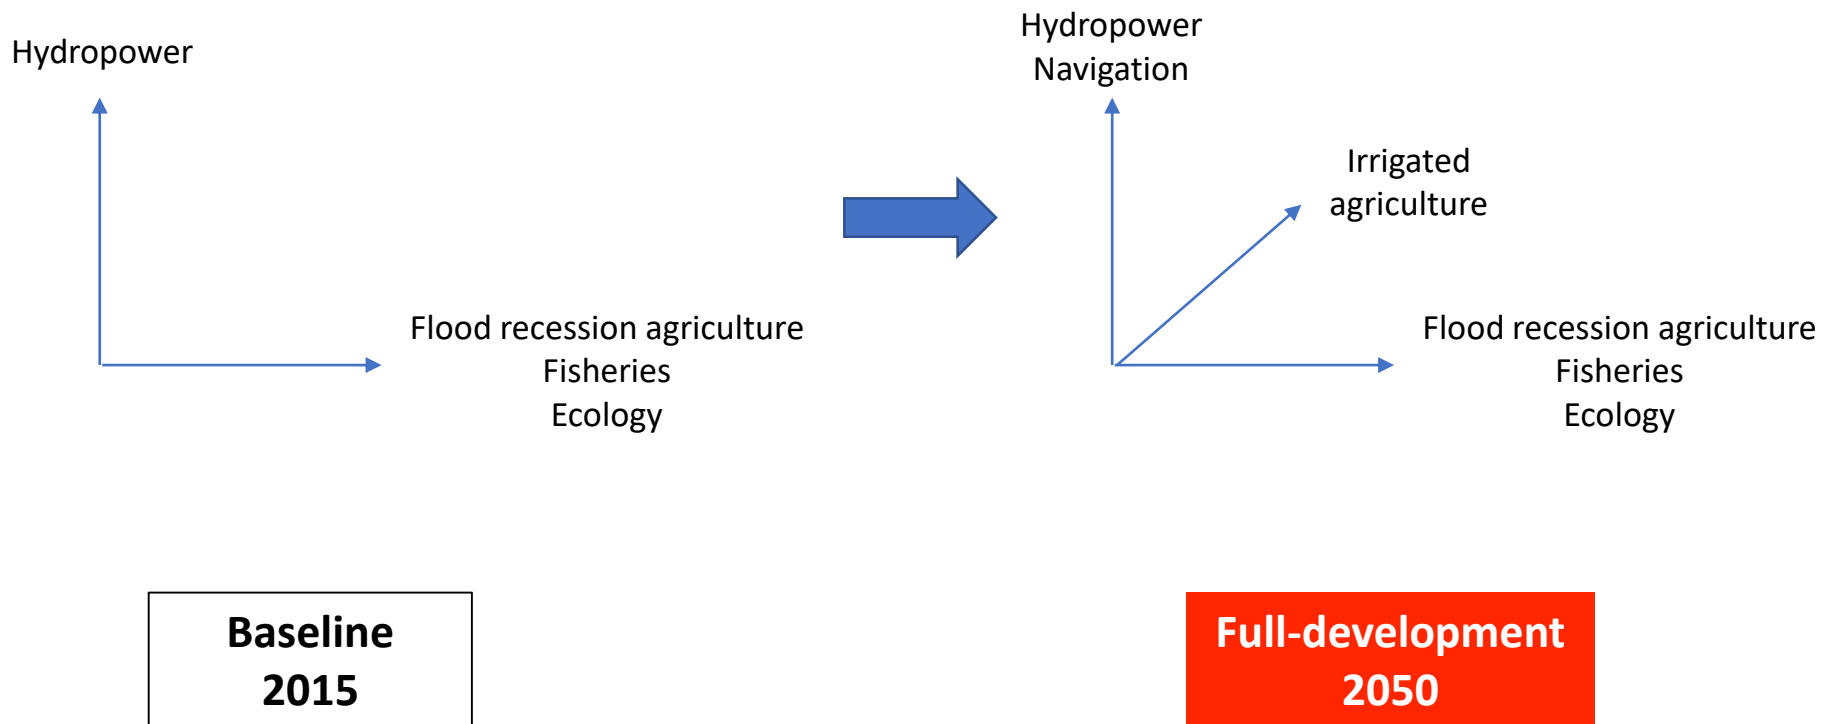 Hydropower
Flood recession agriculture
Fisheries
Ecology
Baseline
2015
Hydropower
Navigation
Irrigated
agriculture
Flood recession agriculture
Fisheries
Ecology
Full-development
2050